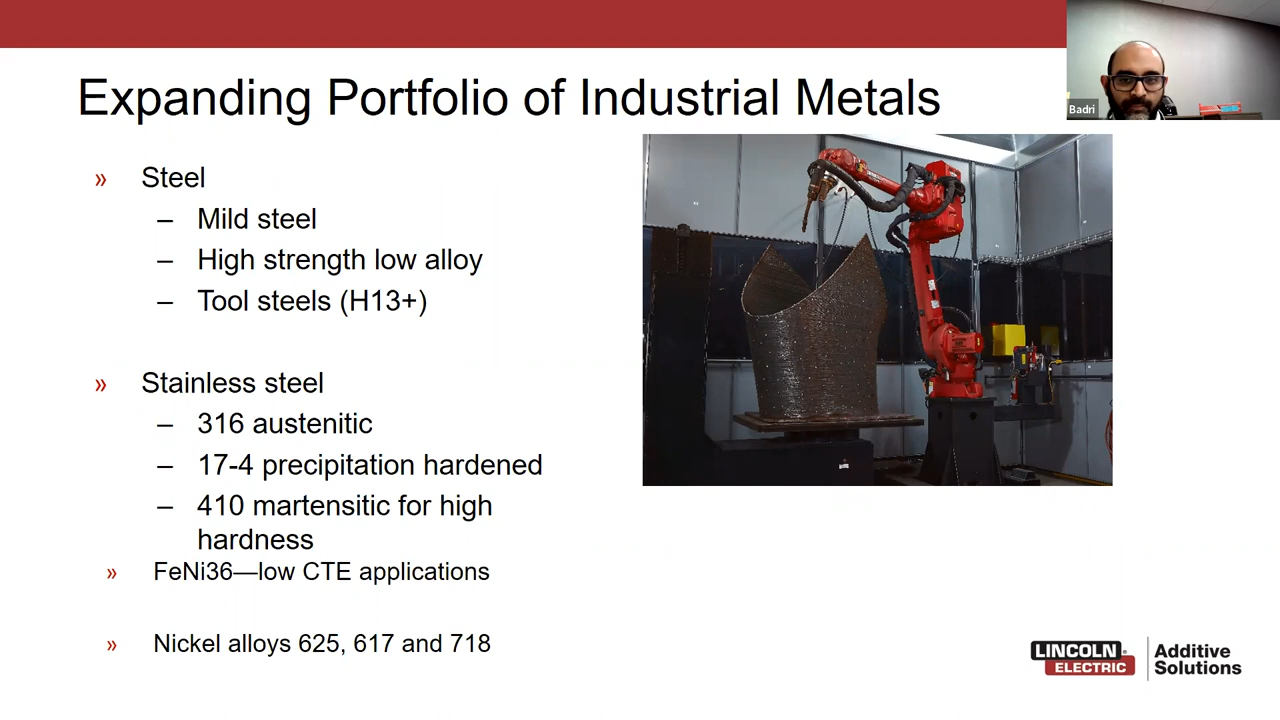 Expanding Portfolio of Industrial Metals
Badri
» Steel
– Mild steel
– High strength low alloy
– Tool steels (H13+)
» Stainless steel
– 316 austenitic
– 17-4 precipitation hardened
– 410 martensitic for high
hardness
» FeNi36—low CTE applications
» Nickel alloys 625, 617 and 718
LINCOLN®
ELECTRIC
Additive
Solutions